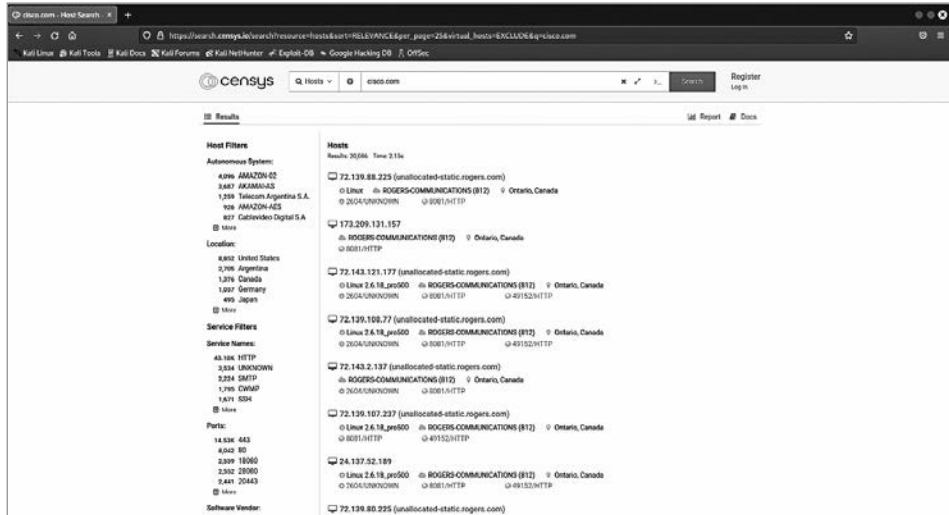 cisco.com - Host Search
https://search.censys.io/search?resource=hosts&sort=RELEVANCE&per_page=25&virtual_hosts=EXCLUDE&q=cisco.com
Kali Linux Kali Tools Kali Docs Kali Forums Kali NetHunter Exploit-DB Google Hacking DB OffSec
censys Hosts cisco.com Search Register
Log In
Results Report Docs
Host Filters
Autonomous System:
4,096 AMAZON-02
3,687 AKAMAI-AS
1,259 Telecom Argentina S.A.
926 AMAZON-AES
827 Cablevideo Digital S.A
More
Location:
8,852 United States
2,705 Argentina
1,376 Canada
1,037 Germany
495 Japan
More
Service Filters
Service Names:
43.10K HTTP
3,534 UNKNOWN
2,224 SMTP
1,795 CWMP
1,671 SSH
More
Ports:
14.53K 443
8,042 80
2,559 18080
2,552 28080
2,441 20443
More
Software Vendor:
Hosts
Results: 20,086 Time: 2.15s
72.139.88.225 (unallocated-static.rogers.com)
Linux ROGERS-COMMUNICATIONS (812) Ontario, Canada
2604/UNKNOWN 8081/HTTP
173.209.131.157
ROGERS-COMMUNICATIONS (812) Ontario, Canada
8081/HTTP
72.143.121.177 (unallocated-static.rogers.com)
Linux 2.6.18_pro500 ROGERS-COMMUNICATIONS (812) Ontario, Canada
2604/UNKNOWN 8081/HTTP 49152/HTTP
72.139.108.77 (unallocated-static.rogers.com)
Linux 2.6.18_pro500 ROGERS-COMMUNICATIONS (812) Ontario, Canada
2604/UNKNOWN 8081/HTTP 49152/HTTP
72.143.2.137 (unallocated-static.rogers.com)
ROGERS-COMMUNICATIONS (812) Ontario, Canada
2604/UNKNOWN 8081/HTTP
72.139.107.237 (unallocated-static.rogers.com)
Linux 2.6.18_pro500 ROGERS-COMMUNICATIONS (812) Ontario, Canada
8081/HTTP 49152/HTTP
24.137.52.189
Linux 2.6.18_pro500 ROGERS-COMMUNICATIONS (812) Ontario, Canada
2604/UNKNOWN 8081/HTTP 49152/HTTP
72.139.80.225 (unallocated-static.rogers.com)